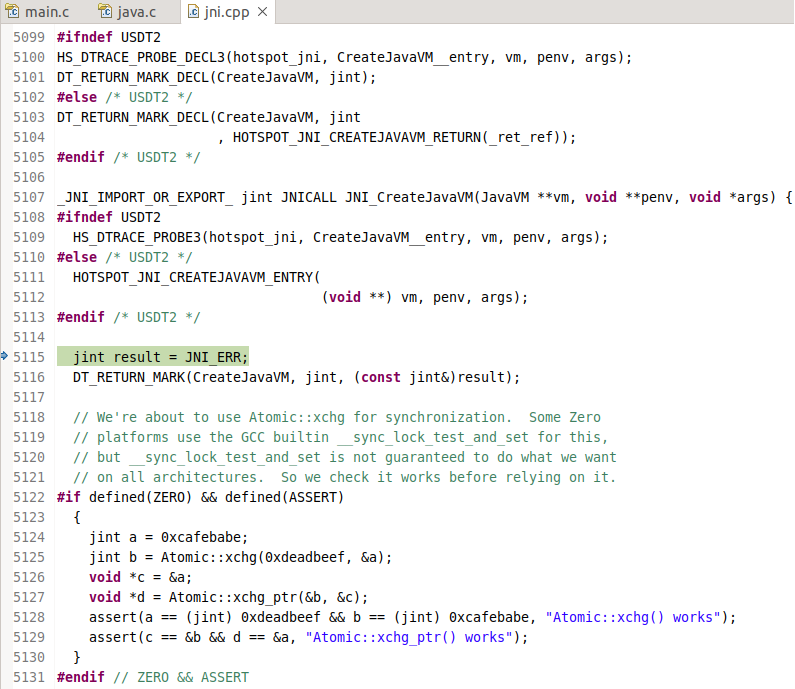 main.c java.c jni.cpp
5099 #ifndef USDT2
5100 HS_DTRACE_PROBE_DECL3(hotspot_jni, CreateJavaVM__entry, vm, penv, args);
5101 DT_RETURN_MARK_DECL(CreateJavaVM, jint);
5102 #else /* USDT2 */
5103 DT_RETURN_MARK_DECL(CreateJavaVM, jint
5104                     , HOTSPOT_JNI_CREATEJAVAVM_RETURN(_ret_ref));
5105 #endif /* USDT2 */
5106
5107 _JNI_IMPORT_OR_EXPORT_ jint JNICALL JNI_CreateJavaVM(JavaVM **vm, void **penv, void *args) {
5108 #ifndef USDT2
5109   HS_DTRACE_PROBE3(hotspot_jni, CreateJavaVM__entry, vm, penv, args);
5110 #else /* USDT2 */
5111   HOTSPOT_JNI_CREATEJAVAVM_ENTRY(
5112                                  (void **) vm, penv, args);
5113 #endif /* USDT2 */
5114
5115   jint result = JNI_ERR;
5116   DT_RETURN_MARK(CreateJavaVM, jint, (const jint&)result);
5117
5118   // We're about to use Atomic::xchg for synchronization.  Some Zero
5119   // platforms use the GCC builtin __sync_lock_test_and_set for this,
5120   // but __sync_lock_test_and_set is not guaranteed to do what we want
5121   // on all architectures.  So we check it works before relying on it.
5122 #if defined(ZERO) && defined(ASSERT)
5123   {
5124     jint a = 0xcafebabe;
5125     jint b = Atomic::xchg(0xdeadbeef, &a);
5126     void *c = &a;
5127     void *d = Atomic::xchg_ptr(&b, &c);
5128     assert(a == (jint) 0xdeadbeef && b == (jint) 0xcafebabe, "Atomic::xchg() works");
5129     assert(c == &b && d == &a, "Atomic::xchg_ptr() works");
5130   }
5131 #endif // ZERO && ASSERT